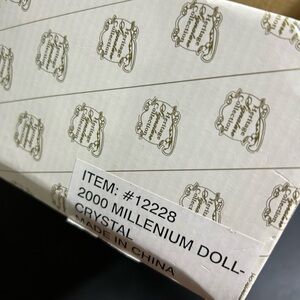 ITEM: #12228
2000 MILLENIUM DOLL-
CRYSTAL
MADE IN CHINA